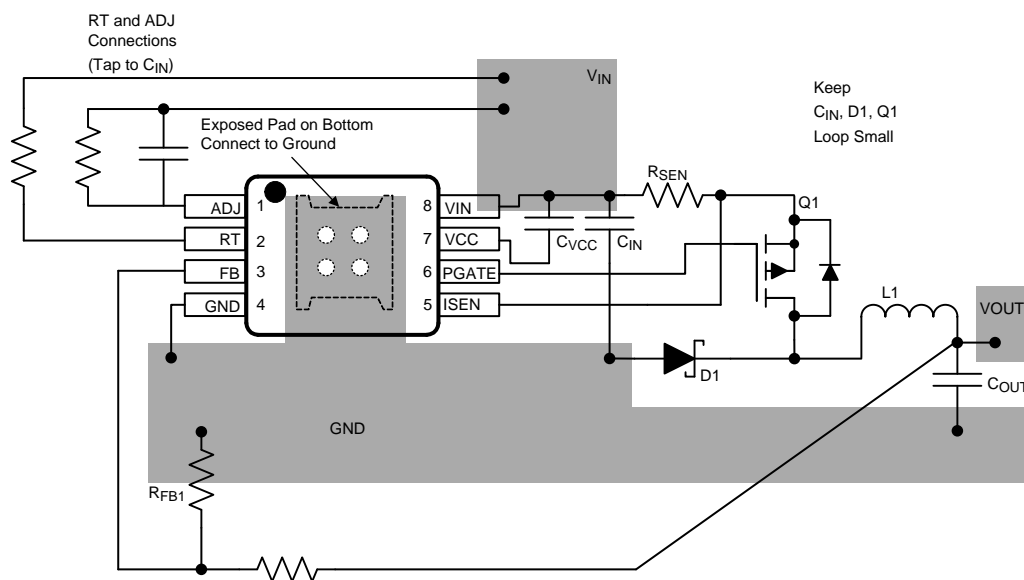 RT and ADJ
Connections
(Tap to CIN)
VIN
Keep
CIN, D1, Q1
Loop Small
Exposed Pad on Bottom
Connect to Ground
RSEN
Q1
ADJ 1
8 VIN
RT 2
7 VCC
CVCC
CIN
FB 3
6 PGATE
GND 4
5 ISEN
L1
VOUT
D1
COUT
GND
RFB1